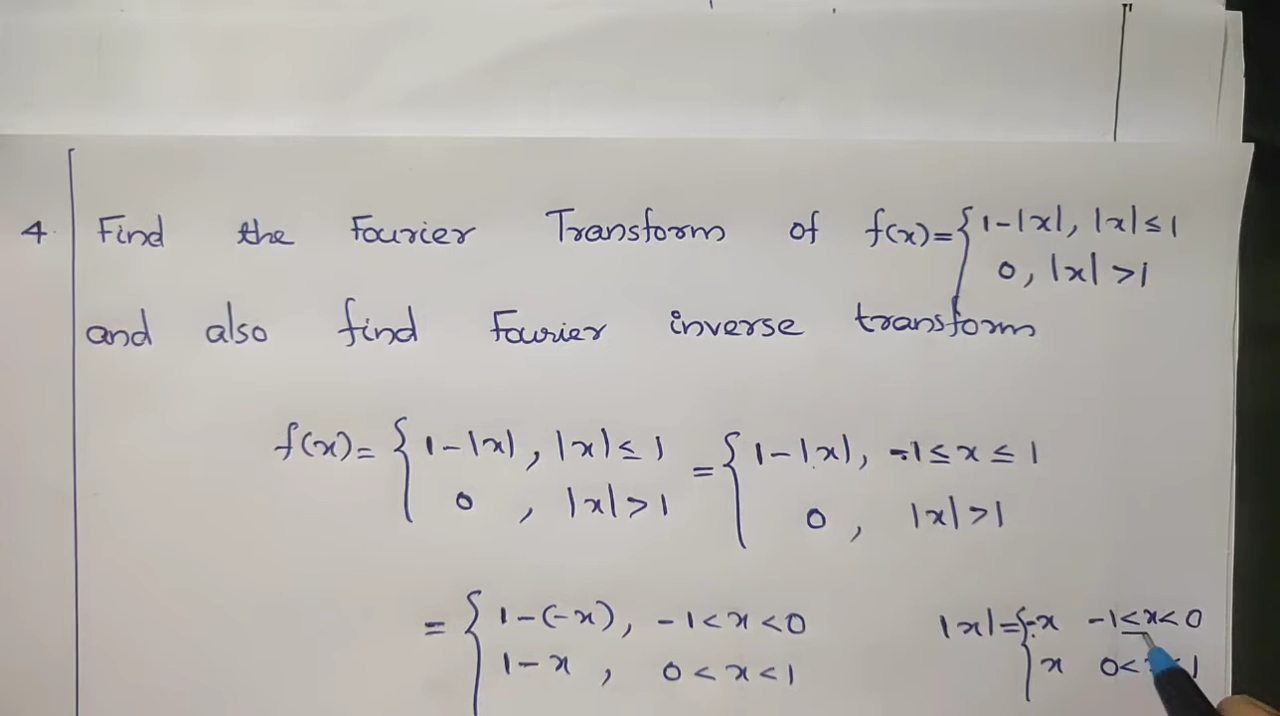 4. Find the Fourier Transform of f(x)={1-|x|, |x|≤1
0, |x|>1
and also find Fourier inverse transform
f(x)= {1-|x|, |x|≤1 = {1-|x|, -1≤x≤1
0 , |x|>1 0, |x|>1
= {1-(-x), -1<x<0 |x|={-x -1<x<0
1-x , 0<x<1 x 0< <1